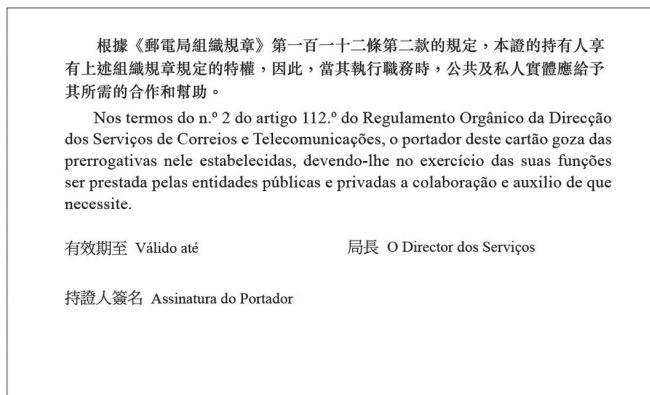 根據《郵電局組織規章》第一百一十二條第二款的規定，本證的持有人享
有上述組織規章規定的特權，因此，當其執行職務時，公共及私人實體應給予
其所需的合作和幫助。
Nos termos do n.º 2 do artigo 112.º do Regulamento Orgânico da Direcção
dos Serviços de Correios e Telecomunicações, o portador deste cartão goza das
prerrogativas nele estabelecidas, devendo-lhe no exercício das suas funções
ser prestada pelas entidades públicas e privadas a colaboração e auxilio de que
necessite.
有效期至 Válido até 局長 O Director dos Serviços
持證人簽名 Assinatura do Portador